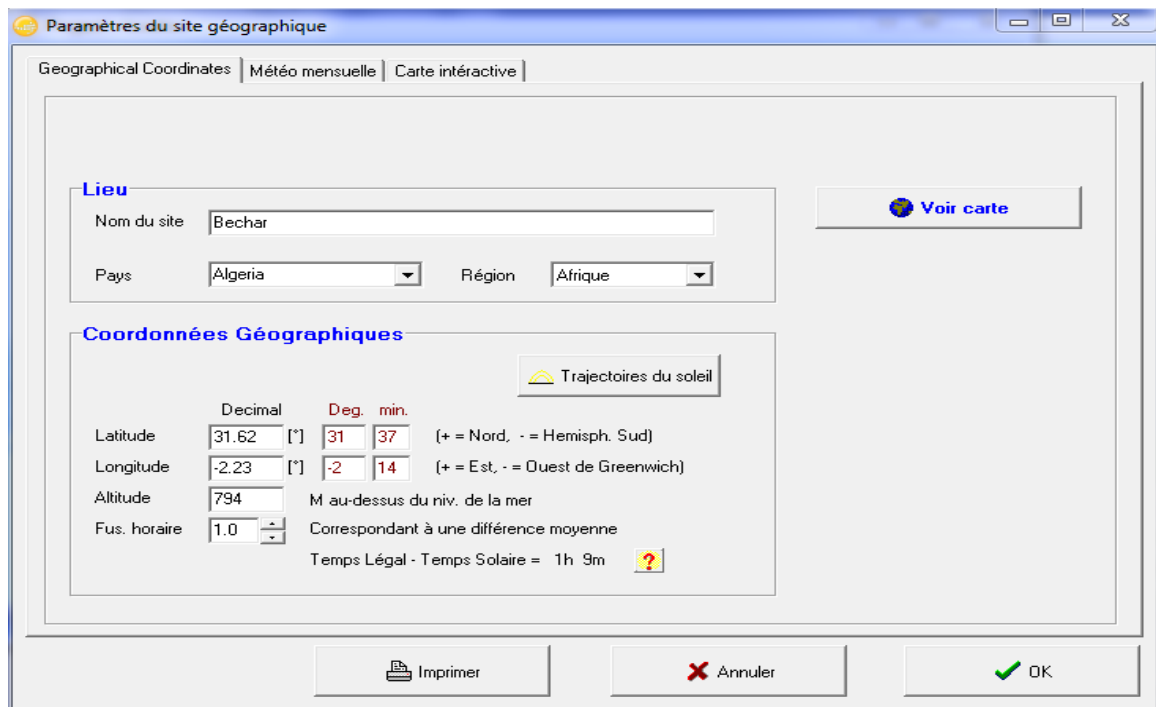 Paramètres du site géographique
Geographical Coordinates Météo mensuelle Carte intéractive
Lieu
Nom du site Bechar
Voir carte
Pays Algeria Région Afrique
Coordonnées Géographiques
Trajectoires du soleil
Decimal Deg. min.
Latitude 31.62 [°] 31 37 (+ = Nord, - = Hemisph. Sud)
Longitude -2.23 [°] -2 14 (+ = Est, - = Ouest de Greenwich)
Altitude 794 M au-dessus du niv. de la mer
Fus. horaire 1.0 Correspondant à une différence moyenne
Temps Légal - Temps Solaire = 1h 9m ?
Imprimer Annuler OK